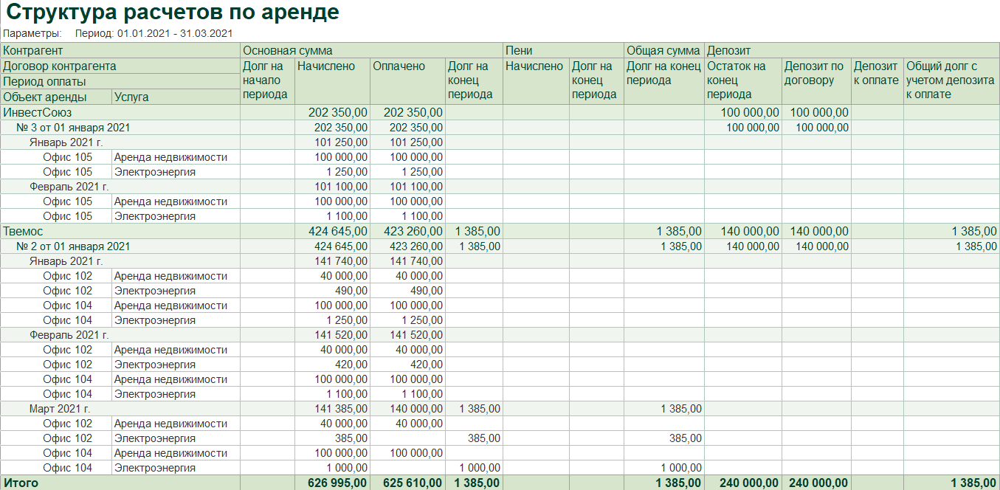 Структура расчетов по аренде
Параметры: Период: 01.01.2021 - 31.03.2021
Контрагент Основная сумма Пени Общая сумма Депозит
Договор контрагента Долг на начало периода Начислено Оплачено Долг на конец периода Начислено Долг на конец периода Долг на конец периода Остаток на конец периода Депозит по договору Депозит к оплате Общий долг с учетом депозита к оплате
Период оплаты
Объект аренды Услуга
ИнвестСоюз 202 350,00 202 350,00 100 000,00 100 000,00
№ 3 от 01 января 2021 202 350,00 202 350,00 100 000,00 100 000,00
Январь 2021 г. 101 250,00 101 250,00
Офис 105 Аренда недвижимости 100 000,00 100 000,00
Офис 105 Электроэнергия 1 250,00 1 250,00
Февраль 2021 г. 101 100,00 101 100,00
Офис 105 Аренда недвижимости 100 000,00 100 000,00
Офис 105 Электроэнергия 1 100,00 1 100,00
Твемос 424 645,00 423 260,00 1 385,00 1 385,00 140 000,00 140 000,00 1 385,00
№ 2 от 01 января 2021 424 645,00 423 260,00 1 385,00 1 385,00 140 000,00 140 000,00 1 385,00
Январь 2021 г. 141 740,00 141 740,00
Офис 102 Аренда недвижимости 40 000,00 40 000,00
Офис 102 Электроэнергия 490,00 490,00
Офис 104 Аренда недвижимости 100 000,00 100 000,00
Офис 104 Электроэнергия 1 250,00 1 250,00
Февраль 2021 г. 141 520,00 141 520,00
Офис 102 Аренда недвижимости 40 000,00 40 000,00
Офис 102 Электроэнергия 420,00 420,00
Офис 104 Аренда недвижимости 100 000,00 100 000,00
Офис 104 Электроэнергия 1 100,00 1 100,00
Март 2021 г. 141 385,00 140 000,00 1 385,00 1 385,00
Офис 102 Аренда недвижимости 40 000,00 40 000,00
Офис 102 Электроэнергия 385,00 385,00 385,00
Офис 104 Аренда недвижимости 100 000,00 100 000,00
Офис 104 Электроэнергия 1 000,00 1 000,00 1 000,00
Итого 626 995,00 625 610,00 1 385,00 1 385,00 240 000,00 240 000,00 1 385,00